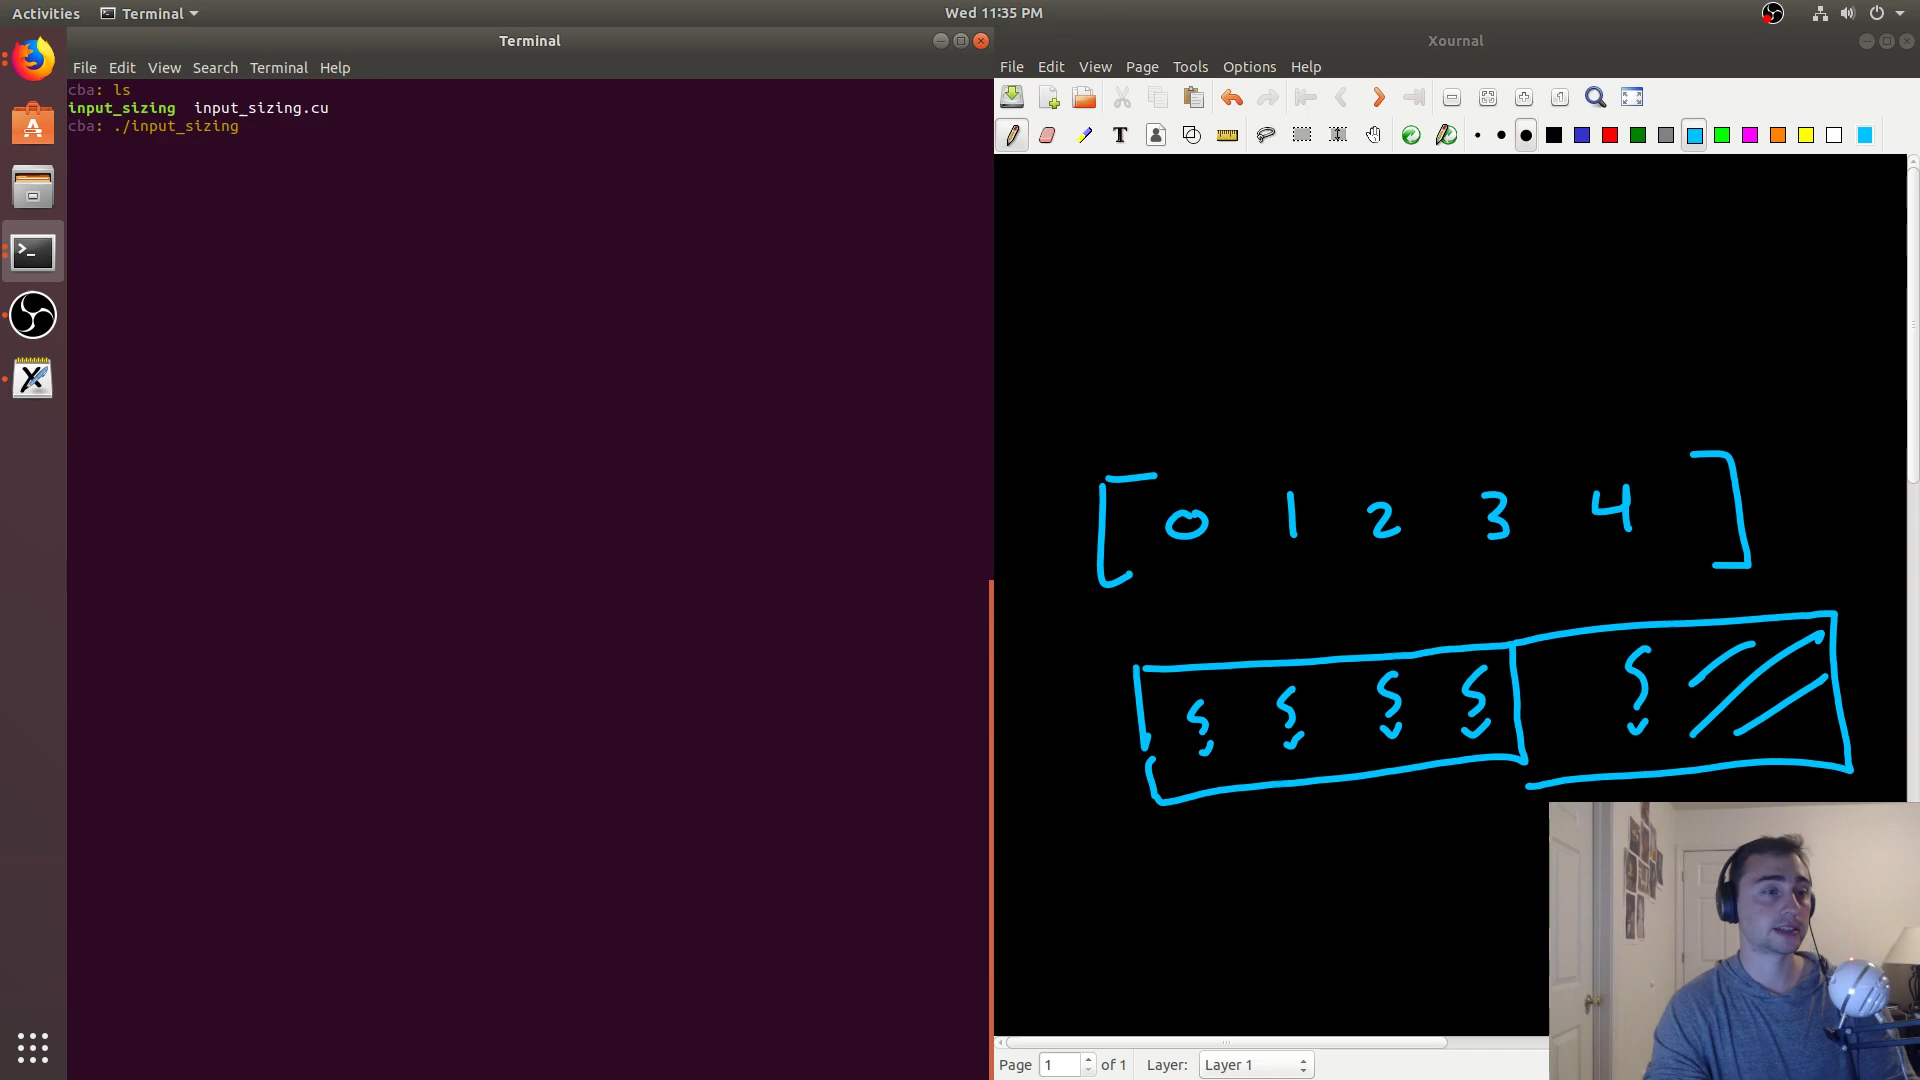 Activities Terminal Wed 11:35 PM
Terminal
File Edit View Search Terminal Help
cba: ls
input_sizing input_sizing.cu
cba: ./input_sizing
Xournal
File Edit View Page Tools Options Help
T
[ 0 1 2 3 4 ]
Page 1 of 1 Layer: Layer 1